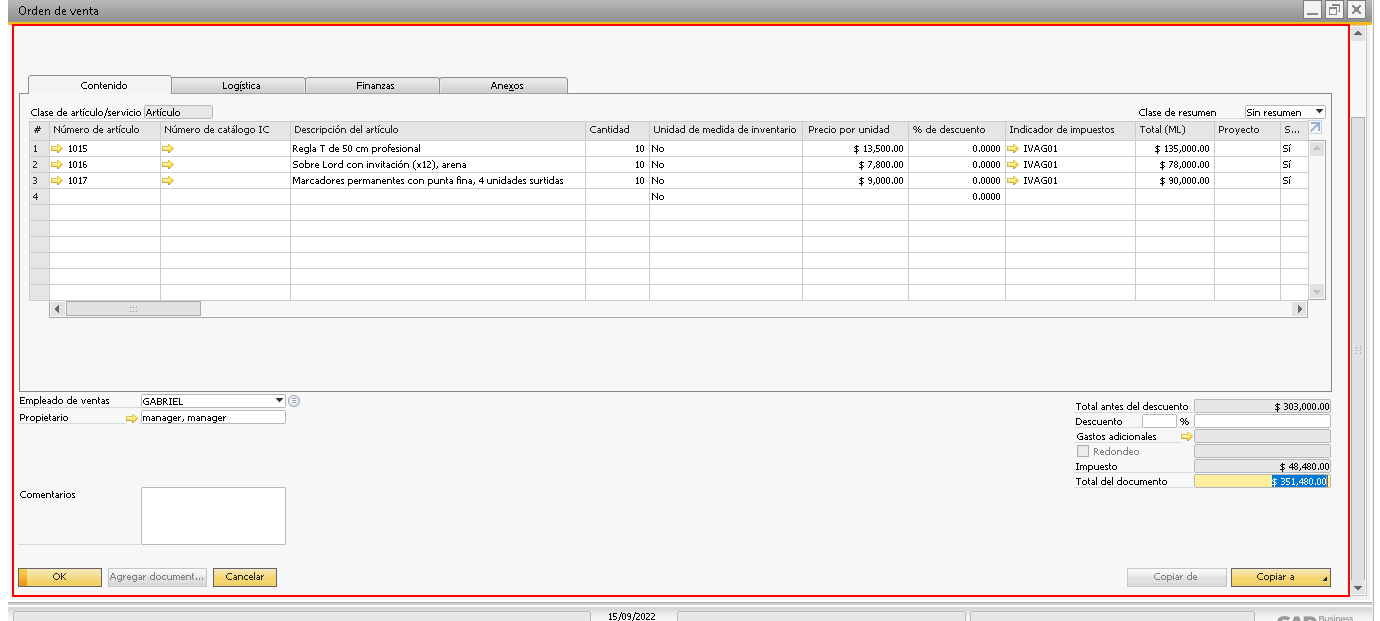 Orden de venta
Contenido Logística Finanzas Anexos
Clase de artículo/servicio Artículo Clase de resumen Sin resumen
# Número de artículo Número de catálogo IC Descripción del artículo Cantidad Unidad de medida de inventario Precio por unidad % de descuento Indicador de impuestos Total (ML) Proyecto S...
1 1015 Regla T de 50 cm profesional 10 No $ 13,500.00 0.0000 IVAG01 $ 135,000.00 Sí
2 1016 Sobre Lord con invitación (x12), arena 10 No $ 7,800.00 0.0000 IVAG01 $ 78,000.00 Sí
3 1017 Marcadores permanentes con punta fina, 4 unidades surtidas 10 No $ 9,000.00 0.0000 IVAG01 $ 90,000.00 Sí
4 No 0.0000
Empleado de ventas GABRIEL
Propietario manager, manager
Total antes del descuento $ 303,000.00
Descuento %
Gastos adicionales
Redondeo
Impuesto $ 48,480.00
Total del documento $ 351,480.00
Comentarios
OK Agregar document... Cancelar Copiar de Copiar a
15/09/2022
SAP Business